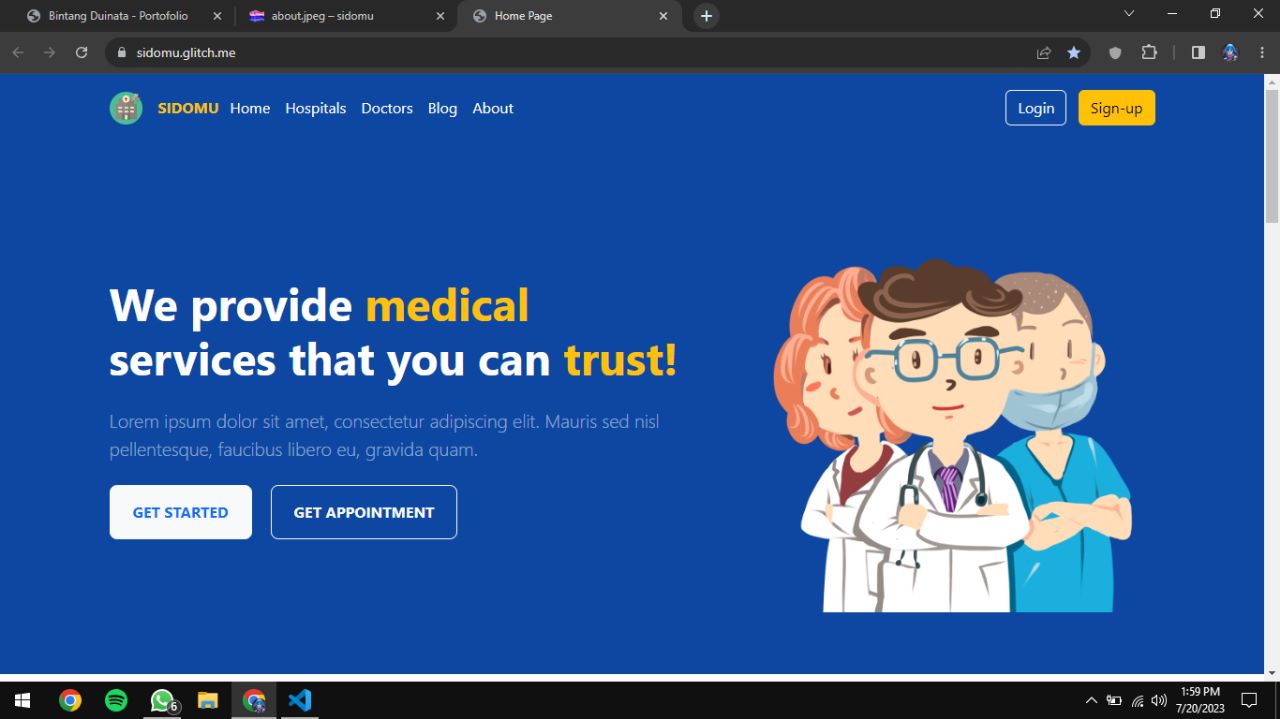 Bintang Duinata - Portofolio
about.jpeg – sidomu
Home Page
sidomu.glitch.me
SIDOMU Home Hospitals Doctors Blog About
Login Sign-up
We provide medical
services that you can trust!
Lorem ipsum dolor sit amet, consectetur adipiscing elit. Mauris sed nisl
pellentesque, faucibus libero eu, gravida quam.
GET STARTED GET APPOINTMENT
6
1:59 PM
7/20/2023